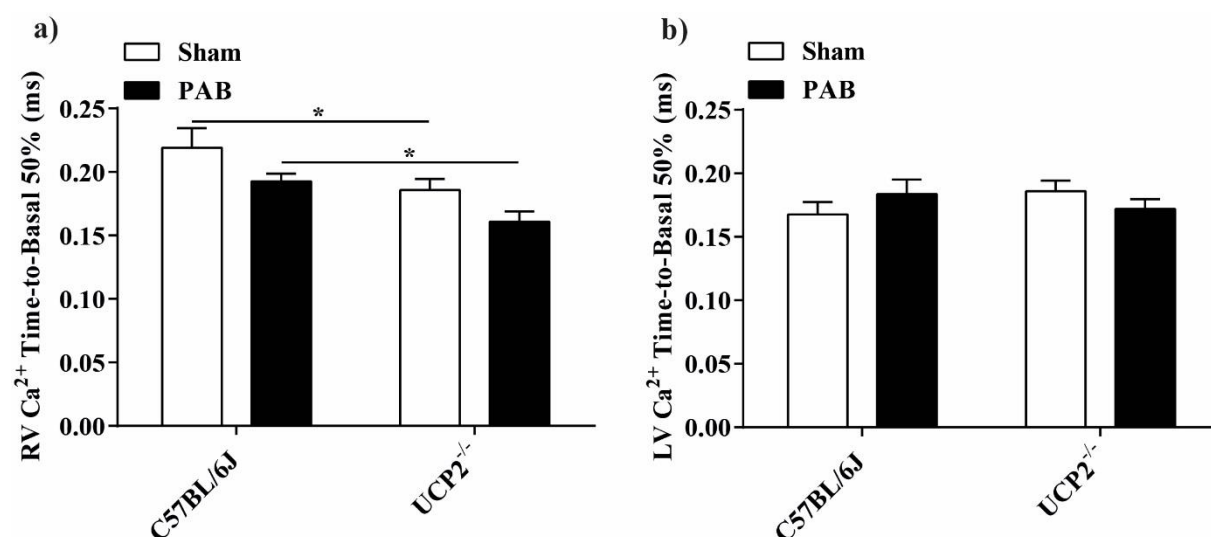 a)
Sham
PAB
RV Ca²⁺ Time-to-Basal 50% (ms)
0.25
0.20
0.15
0.10
0.05
0.00
*
*
C57BL/6J
UCP2⁻/⁻
b)
Sham
PAB
LV Ca²⁺ Time-to-Basal 50% (ms)
0.25
0.20
0.15
0.10
0.05
0.00
C57BL/6J
UCP2⁻/⁻